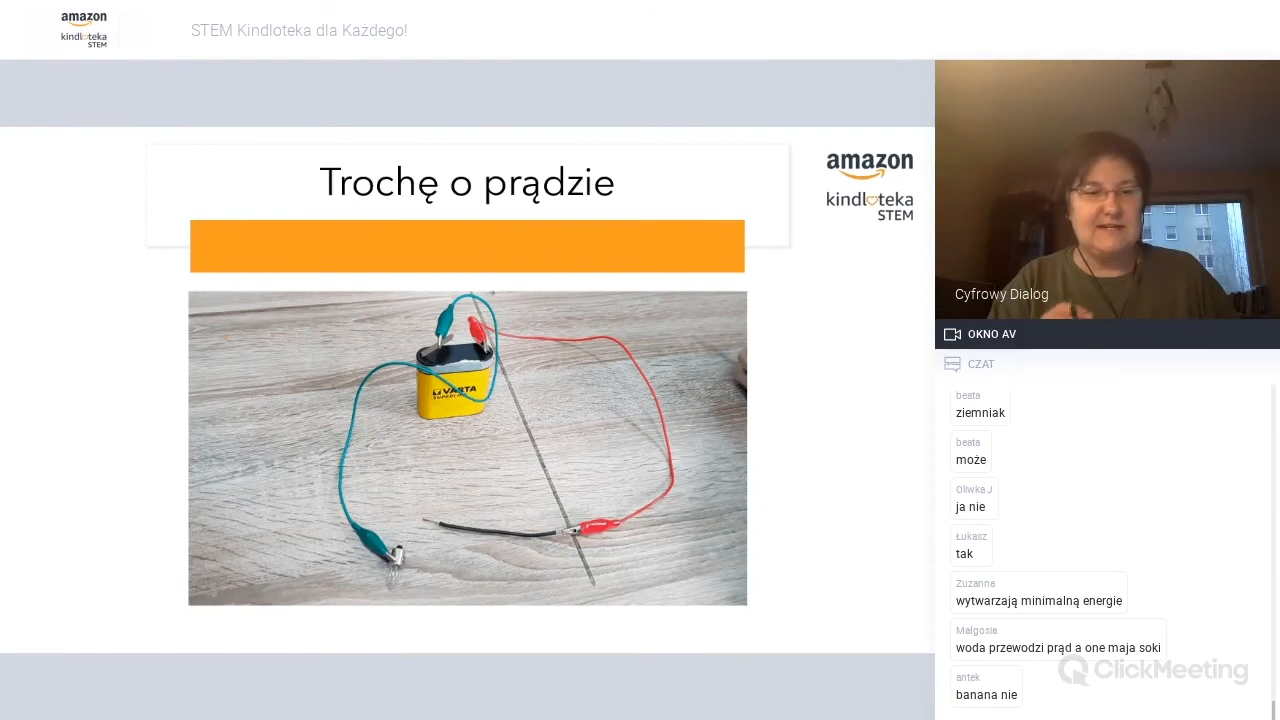 amazon
kindloteka
STEM
STEM Kindloteka dla Każdego!
Trochę o prądzie
amazon
kindloteka
STEM
VARTA
Cyfrowy Dialog
OKNO AV
CZAT
beata
ziemniak
beata
może
Oliwka J
ja nie
Łukasz
tak
Zuzanna
wytwarzają minimalną energie
Małgosia
woda przewodzi prąd a one maja soki
ClickMeeting
antek
banana nie